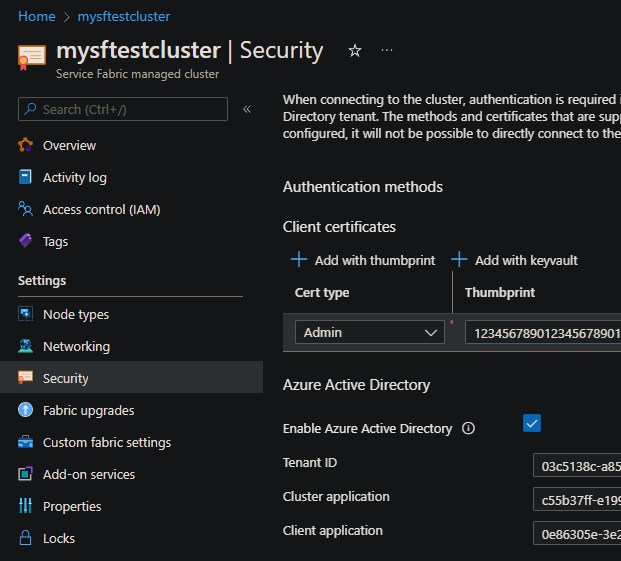 Home > mysftestcluster
mysftestcluster | Security
Service Fabric managed cluster
Search (Ctrl+/)
Overview
Activity log
Access control (IAM)
Tags
Settings
Node types
Networking
Security
Fabric upgrades
Custom fabric settings
Add-on services
Properties
Locks
When connecting to the cluster, authentication is required i
Directory tenant. The methods and certificates that are sup
configured, it will not be possible to directly connect to the
Authentication methods
Client certificates
Add with thumbprint
Add with keyvault
Cert type
Thumbprint
Admin
*
123456789012345678901
Azure Active Directory
Enable Azure Active Directory
Tenant ID
03c5138c-a85
Cluster application
c55b37ff-e199
Client application
0e86305e-3e2